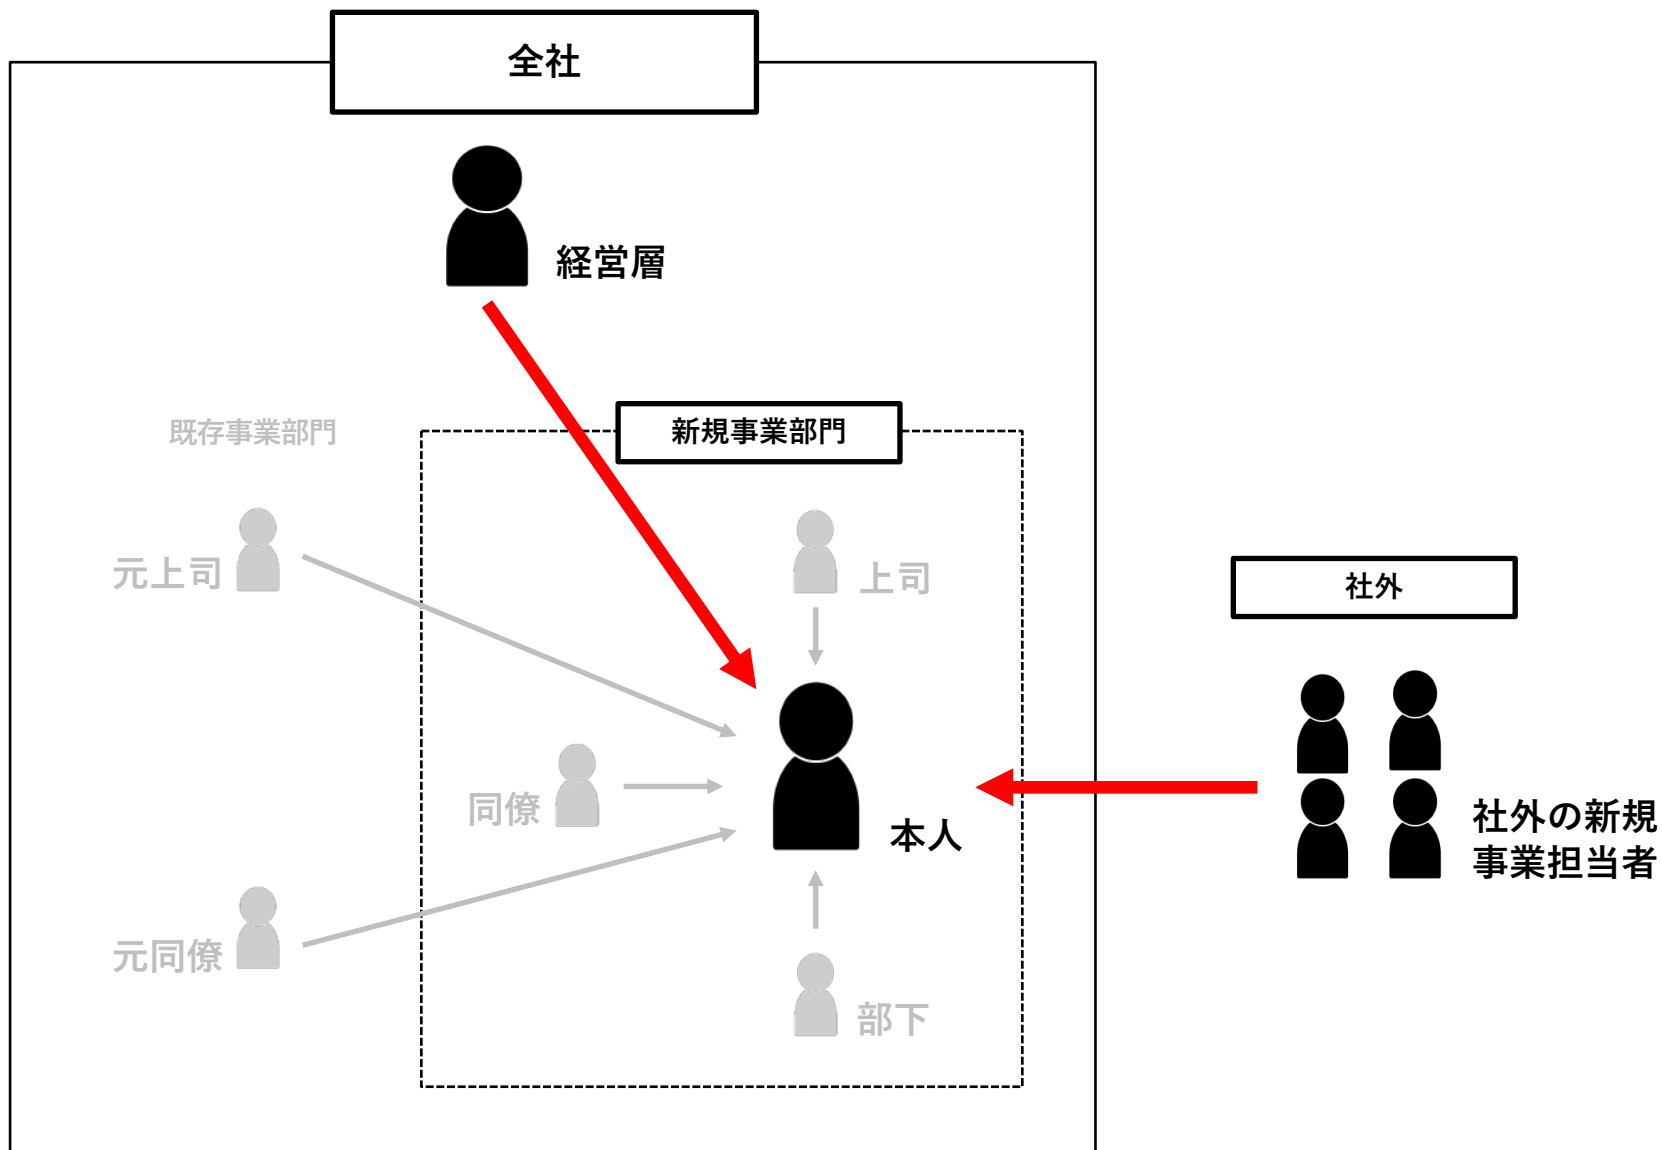 全社
経営層
既存事業部門
新規事業部門
元上司
上司
社外
同僚
本人
社外の新規
事業担当者
元同僚
部下